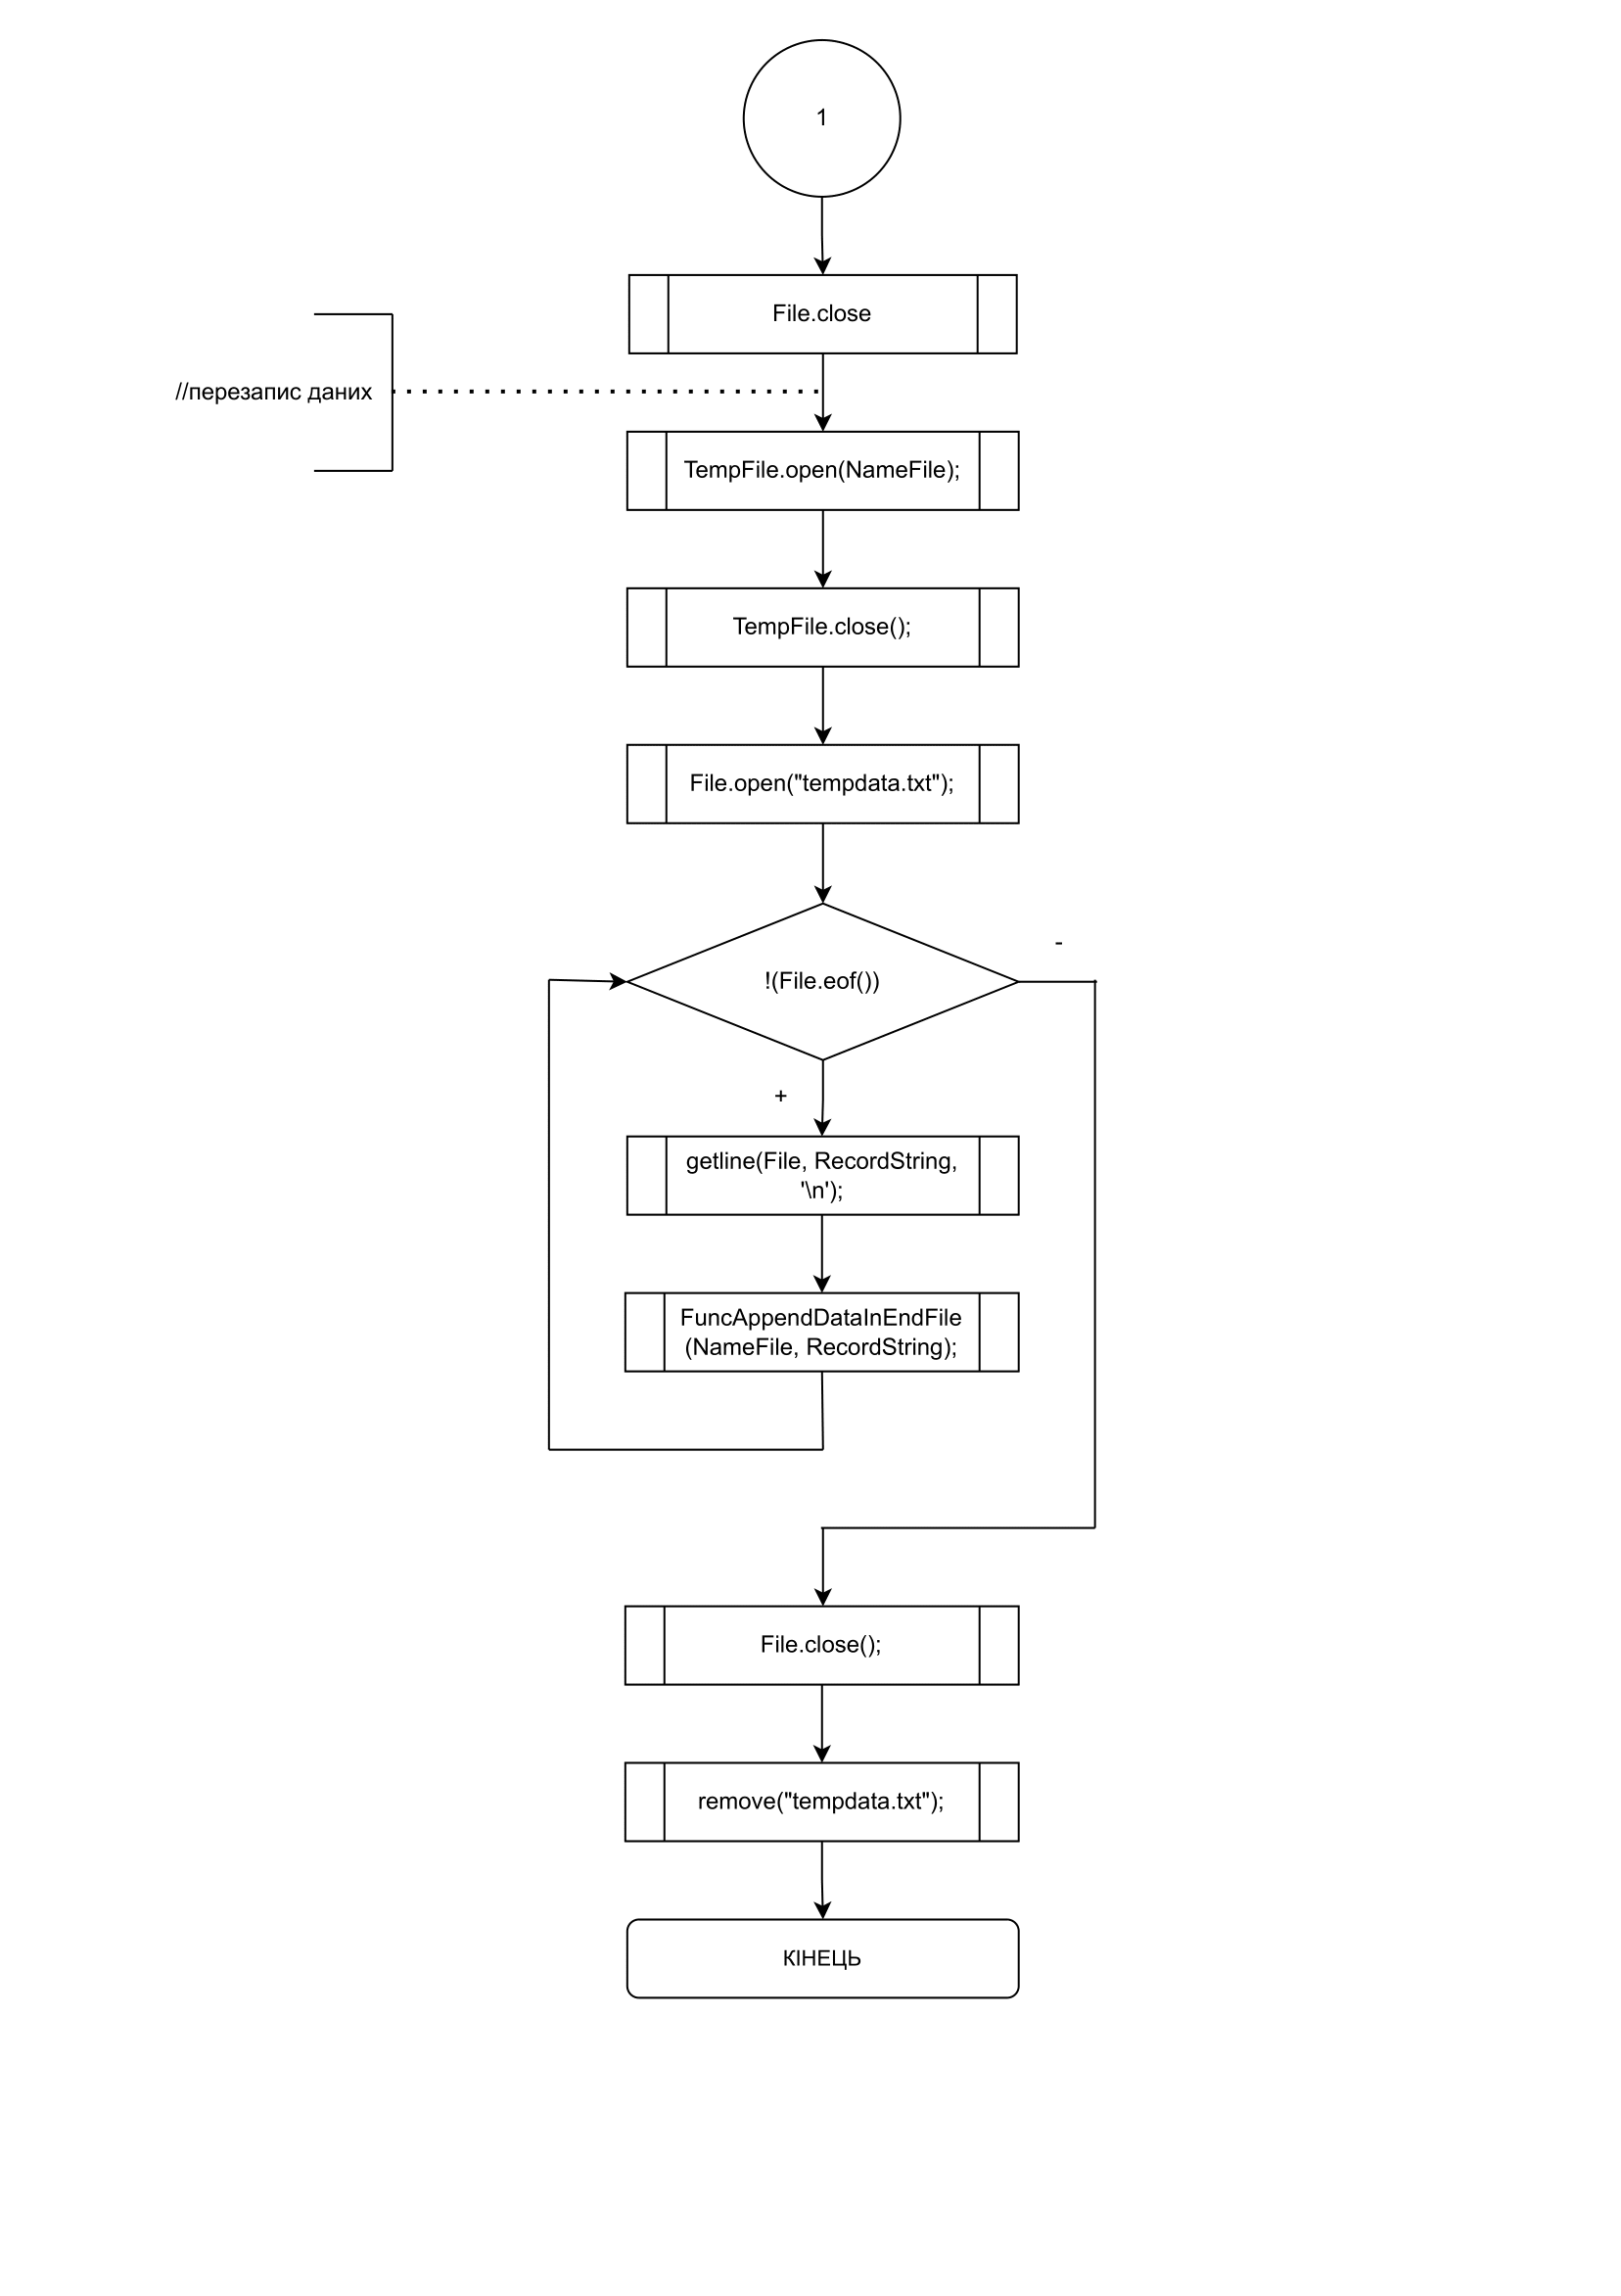 1
File.close
//перезапис даних
TempFile.open(NameFile);
TempFile.close();
File.open("tempdata.txt");
!(File.eof())
-
+
getline(File, RecordString,
'\n');
FuncAppendDataInEndFile
(NameFile, RecordString);
File.close();
remove("tempdata.txt");
КІНЕЦЬ